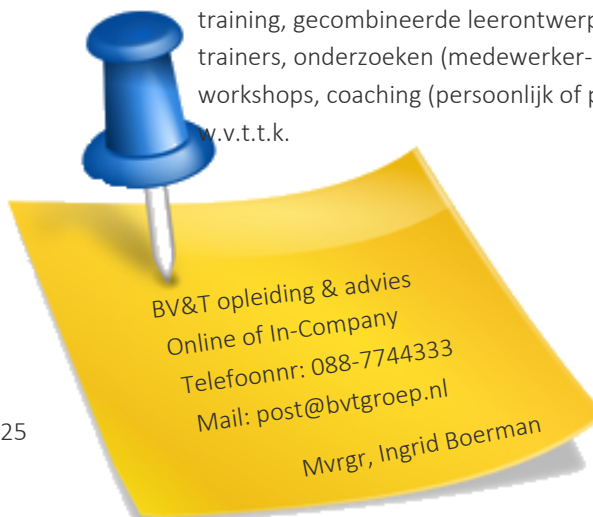 training, gecombineerde leerontwerp
trainers, onderzoeken (medewerker-
workshops, coaching (persoonlijk of p
w.v.t.t.k.
BV&T opleiding & advies
Online of In-Company
Telefoonnr: 088-7744333
Mail: post@bvtgroep.nl
25
Mvrgr, Ingrid Boerman